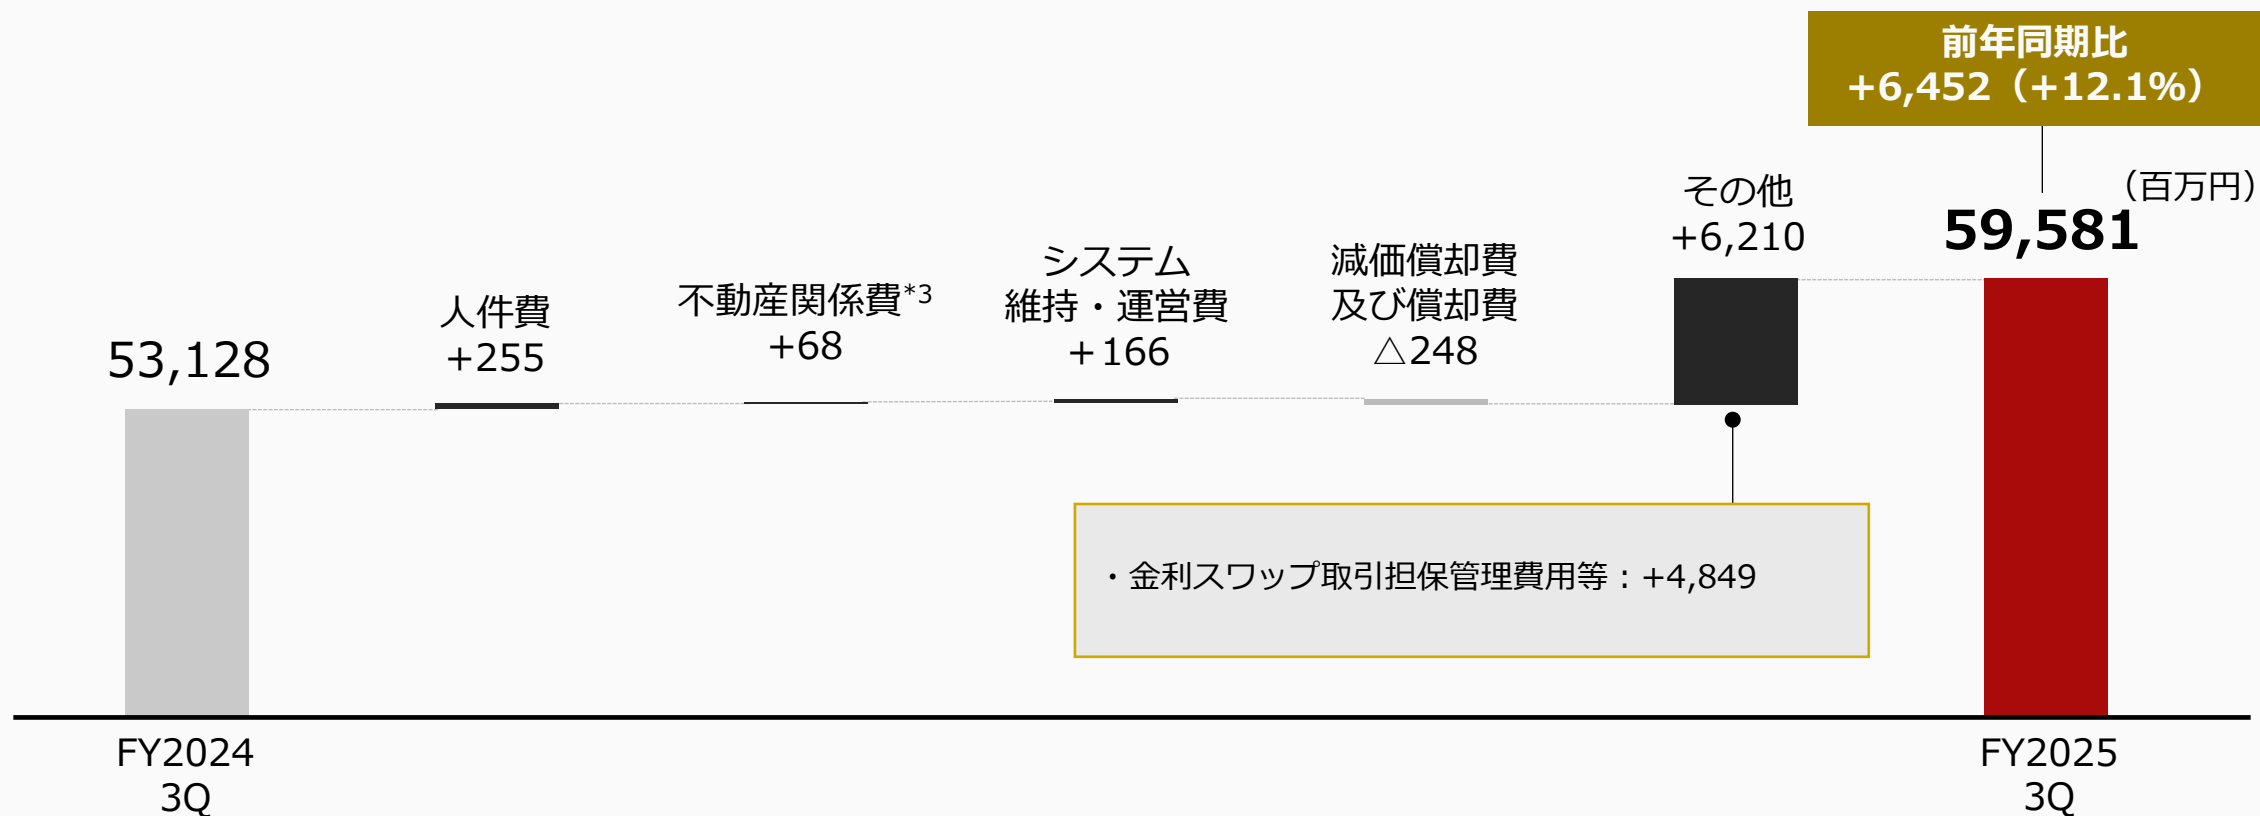 前年同期比
+6,452（+12.1%）
（百万円）
53,128
人件費
+255
不動産関係費*3
+68
システム
維持・運営費
＋166
減価償却費
及び償却費
△248
その他
+6,210
59,581
・金利スワップ取引担保管理費用等：+4,849
FY2024
3Q
FY2025
3Q